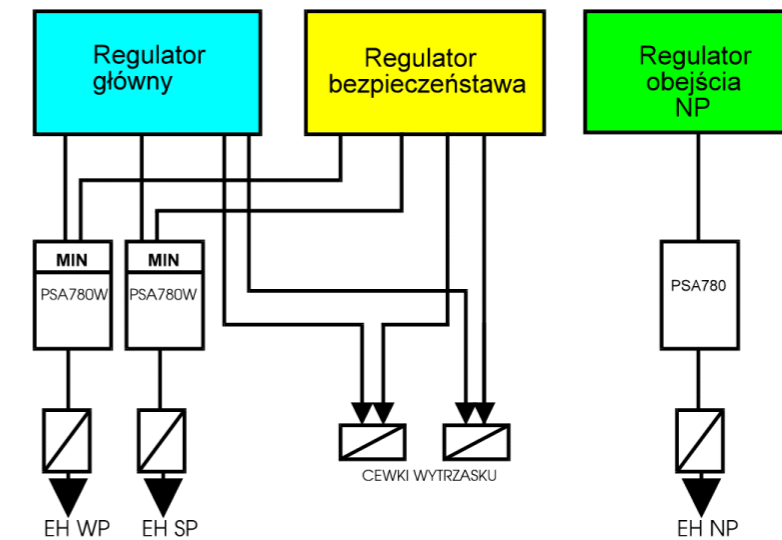 Regulator
główny
Regulator
bezpieczeństawa
Regulator
obejścia
NP
MIN
MIN
PSA780W
PSA780W
PSA780
CEWKI WYTRZASKU
EH WP
EH SP
EH NP